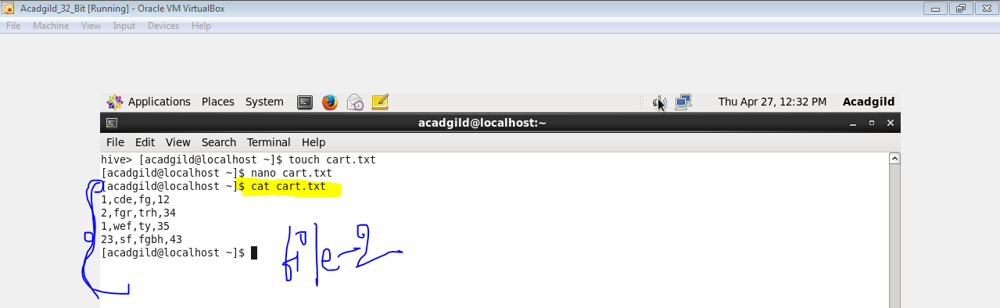 Acadgild_32_Bit [Running] - Oracle VM VirtualBox
File Machine View Input Devices Help
Applications Places System Thu Apr 27, 12:32 PM Acadgild
acadgild@localhost:~
File Edit View Search Terminal Help
hive> [acadgild@localhost ~]$ touch cart.txt
[acadgild@localhost ~]$ nano cart.txt
[acadgild@localhost ~]$ cat cart.txt
1,cde,fg,12
2,fgr,trh,34
1,wef,ty,35
23,sf,fgbh,43
[acadgild@localhost ~]$
file-2